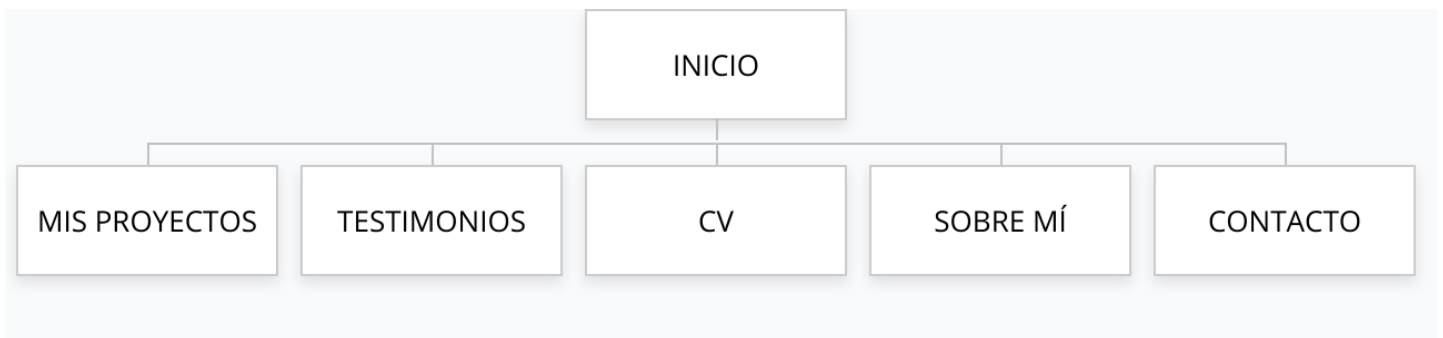 INICIO
MIS PROYECTOS
TESTIMONIOS
CV
SOBRE MÍ
CONTACTO